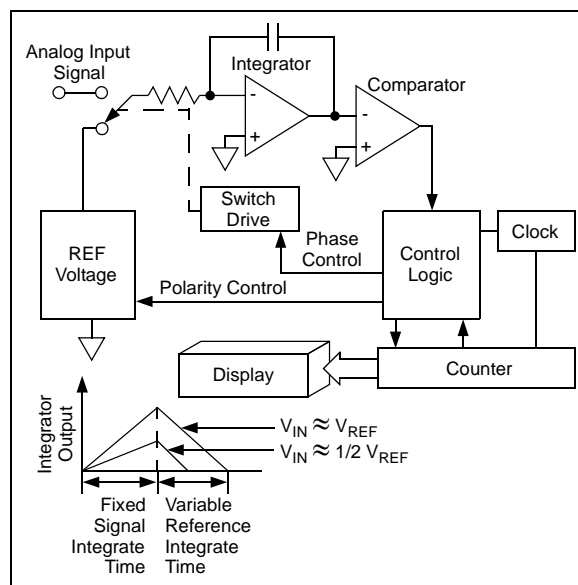 Analog Input
Signal
Integrator
-
+
Comparator
-
+
Switch
Drive
REF
Voltage
Phase
Control
Control
Logic
Clock
Polarity Control
Display
Counter
Integrator
Output
V_IN ≈ V_REF
V_IN ≈ 1/2 V_REF
Fixed
Signal
Integrate
Time
Variable
Reference
Integrate
Time